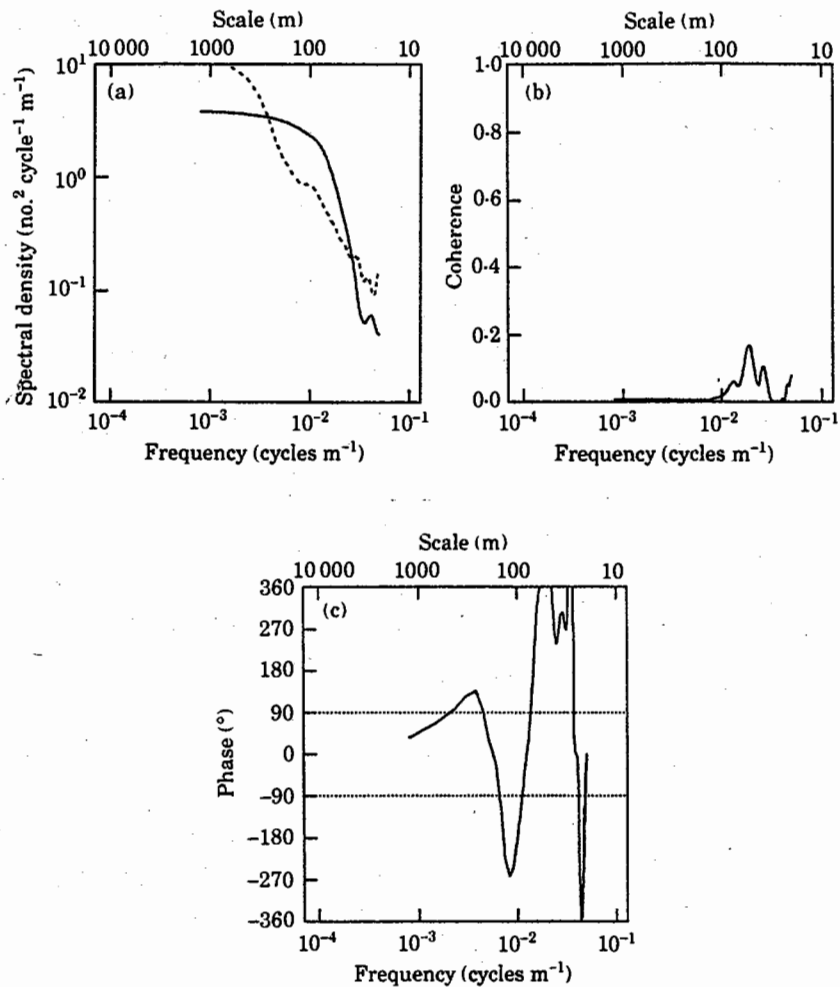 Scale (m)
10 000 1000 100 10
(a)
10¹
10⁰
10⁻¹
10⁻²
Spectral density (no.² cycle⁻¹ m⁻¹)
10⁻⁴ 10⁻³ 10⁻² 10⁻¹
Frequency (cycles m⁻¹)
Scale (m)
10 000 1000 100 10
(b)
1·0
0·8
0·6
0·4
0·2
0·0
Coherence
10⁻⁴ 10⁻³ 10⁻² 10⁻¹
Frequency (cycles m⁻¹)
Scale (m)
10 000 1000 100 10
(c)
360
270
180
90
0
−90
−180
−270
−360
Phase (°)
10⁻⁴ 10⁻³ 10⁻² 10⁻¹
Frequency (cycles m⁻¹)